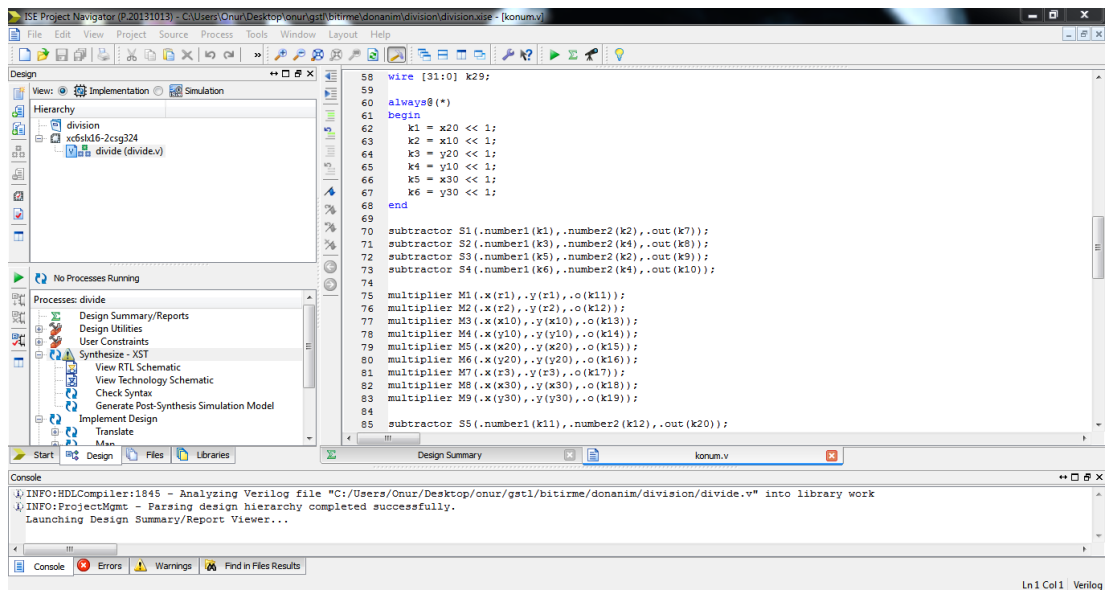 ISE Project Navigator (P.20131013) - C:\Users\Onur\Desktop\onur\gstl\bitirme\donanim\division\division.xise - [konum.v]
File Edit View Project Source Process Tools Window Layout Help
Design
View: Implementation Simulation
Hierarchy
division
xc6slx16-2csg324
divide (divide.v)
No Processes Running
Processes: divide
Design Summary/Reports
Design Utilities
User Constraints
Synthesize - XST
View RTL Schematic
View Technology Schematic
Check Syntax
Generate Post-Synthesis Simulation Model
Implement Design
Translate
Map
Start Design Files Libraries
58 wire [31:0] k29;
59
60 always@(*)
61 begin
62 k1 = x20 << 1;
63 k2 = x10 << 1;
64 k3 = y20 << 1;
65 k4 = y10 << 1;
66 k5 = x30 << 1;
67 k6 = y30 << 1;
68 end
69
70 subtractor S1(.number1(k1),.number2(k2),.out(k7));
71 subtractor S2(.number1(k3),.number2(k4),.out(k8));
72 subtractor S3(.number1(k5),.number2(k2),.out(k9));
73 subtractor S4(.number1(k6),.number2(k4),.out(k10));
74
75 multiplier M1(.x(r1),.y(r1),.o(k11));
76 multiplier M2(.x(r2),.y(r2),.o(k12));
77 multiplier M3(.x(x10),.y(x10),.o(k13));
78 multiplier M4(.x(y10),.y(y10),.o(k14));
79 multiplier M5(.x(x20),.y(x20),.o(k15));
80 multiplier M6(.x(y20),.y(y20),.o(k16));
81 multiplier M7(.x(r3),.y(r3),.o(k17));
82 multiplier M8(.x(x30),.y(x30),.o(k18));
83 multiplier M9(.x(y30),.y(y30),.o(k19));
84
85 subtractor S5(.number1(k11),.number2(k12),.out(k20));
Design Summary konum.v
Console
INFO:HDLCompiler:1845 - Analyzing Verilog file "C:/Users/Onur/Desktop/onur/gstl/bitirme/donanim/division/divide.v" into library work
INFO:ProjectMgmt - Parsing design hierarchy completed successfully.
Launching Design Summary/Report Viewer...
Console Errors Warnings Find in Files Results
Ln 1 Col 1 Verilog